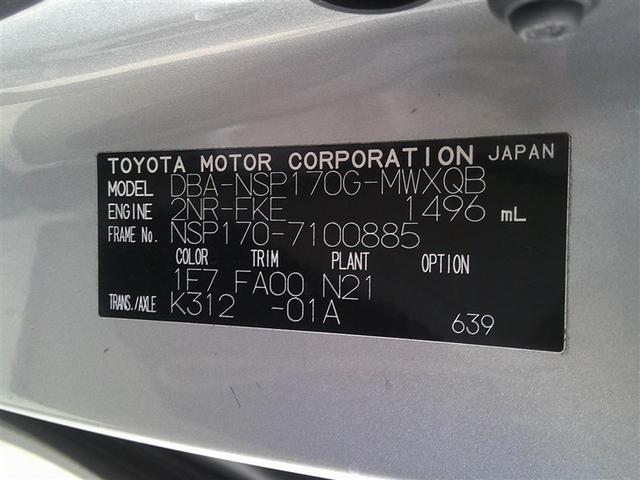 TOYOTA MOTOR CORPORATION JAPAN
MODEL DBA-NSP170G-MWXQB
ENGINE 2NR-FKE 1496 mL
FRAME No. NSP170-7100885
COLOR TRIM PLANT OPTION
1F7 FA00 N21
TRANS./AXLE K312 -01A
639